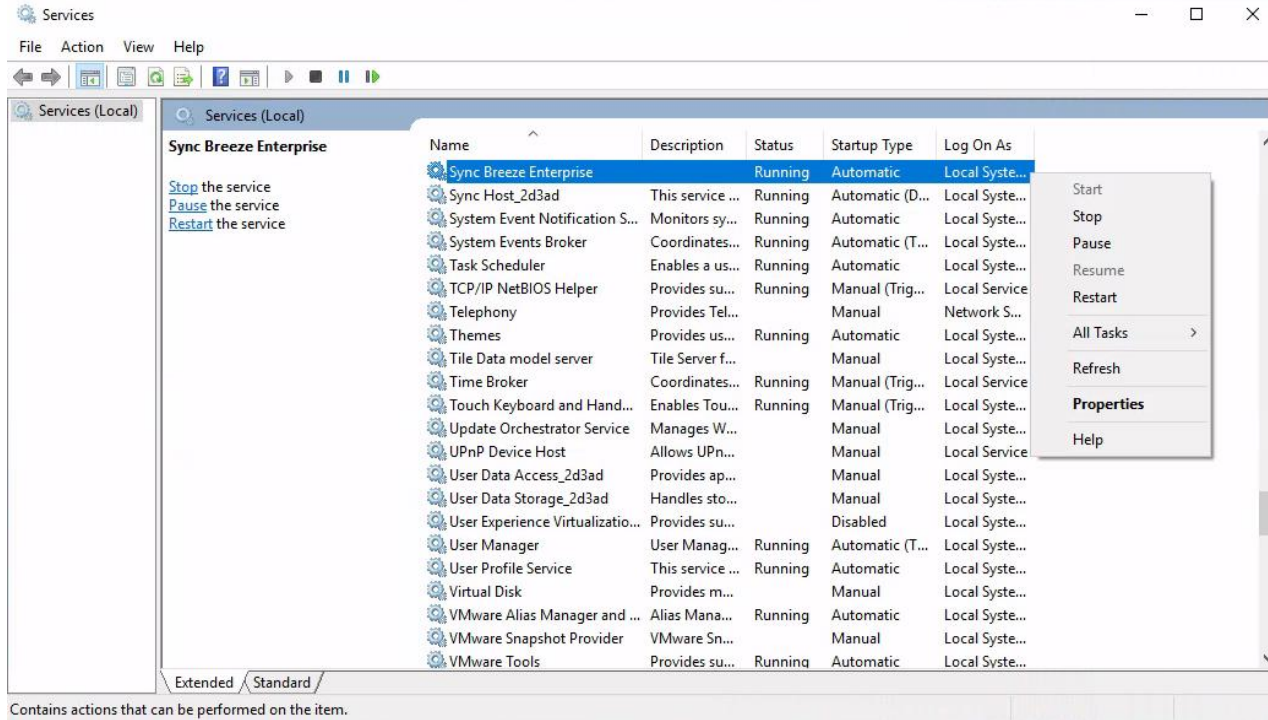 Services
File Action View Help
Services (Local)
Services (Local)
Sync Breeze Enterprise
Stop the service
Pause the service
Restart the service
Name Description Status Startup Type Log On As
Sync Breeze Enterprise Running Automatic Local Syste...
Sync Host_2d3ad This service ... Running Automatic (D... Local Syste...
System Event Notification S... Monitors sy... Running Automatic Local Syste...
System Events Broker Coordinates... Running Automatic (T... Local Syste...
Task Scheduler Enables a us... Running Automatic Local Syste...
TCP/IP NetBIOS Helper Provides su... Running Manual (Trig... Local Service
Telephony Provides Tel... Manual Network S...
Themes Provides us... Running Automatic Local Syste...
Tile Data model server Tile Server f... Manual Local Syste...
Time Broker Coordinates... Running Manual (Trig... Local Service
Touch Keyboard and Hand... Enables Tou... Running Manual (Trig... Local Syste...
Update Orchestrator Service Manages W... Manual Local Syste...
UPnP Device Host Allows UPn... Manual Local Service
User Data Access_2d3ad Provides ap... Manual Local Syste...
User Data Storage_2d3ad Handles sto... Manual Local Syste...
User Experience Virtualizatio... Provides su... Disabled Local Syste...
User Manager User Manag... Running Automatic (T... Local Syste...
User Profile Service This service ... Running Automatic Local Syste...
Virtual Disk Provides m... Manual Local Syste...
VMware Alias Manager and ... Alias Mana... Running Automatic Local Syste...
VMware Snapshot Provider VMware Sn... Manual Local Syste...
VMware Tools Provides su... Running Automatic Local Syste...
Start
Stop
Pause
Resume
Restart
All Tasks
Refresh
Properties
Help
Extended Standard
Contains actions that can be performed on the item.